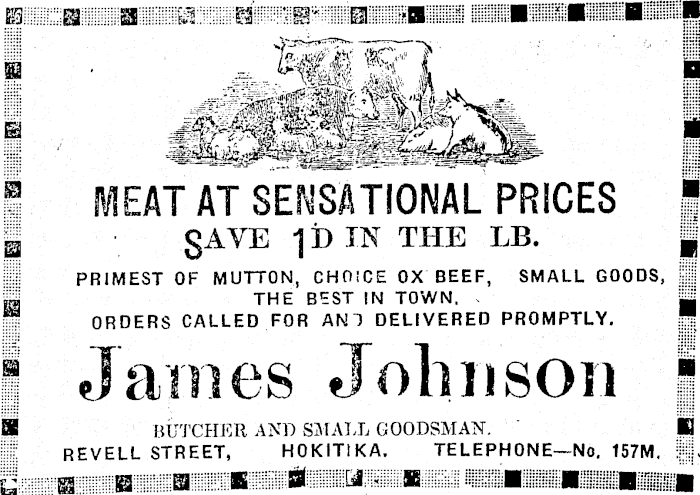 MEAT AT SENSATIONAL PRICES
SAVE 1D IN THE LB.
PRIMEST OF MUTTON, CHOICE OX BEEF, SMALL GOODS,
THE BEST IN TOWN.
ORDERS CALLED FOR AND DELIVERED PROMPTLY.
James Johnson
BUTCHER AND SMALL GOODSMAN.
REVELL STREET, HOKITIKA. TELEPHONE—No. 157M.